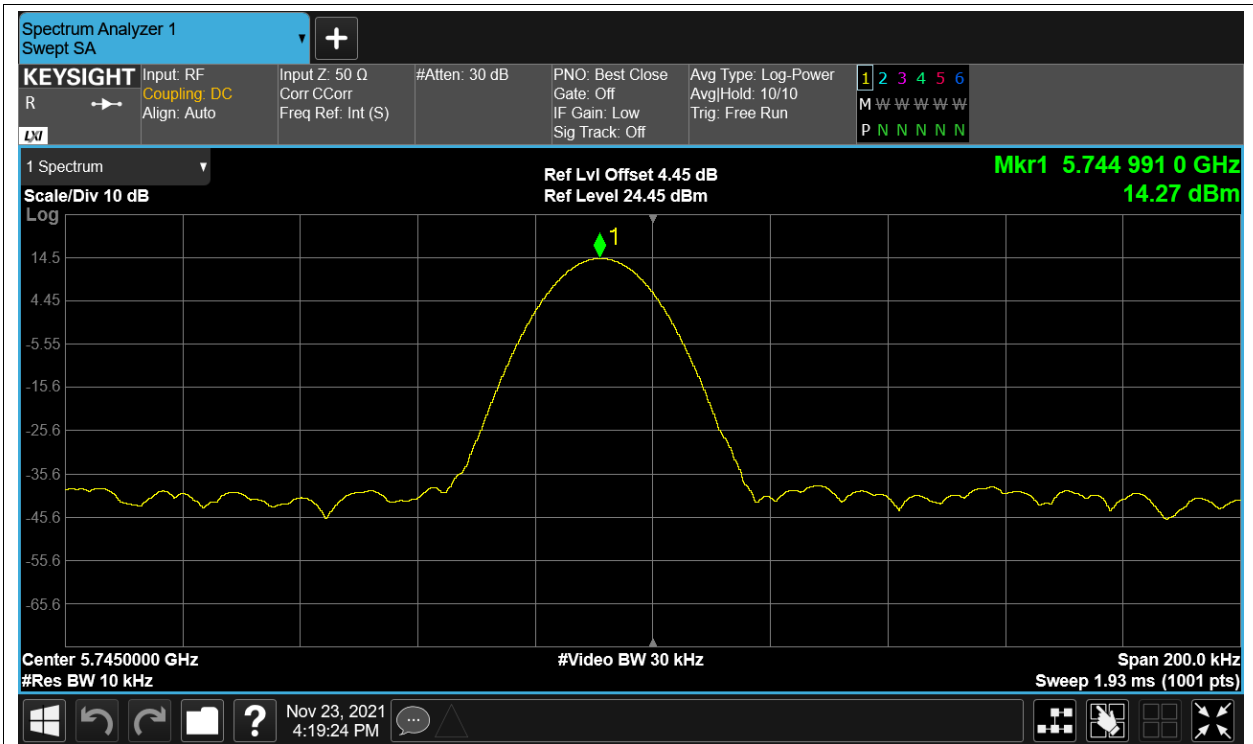 Spectrum Analyzer 1
Swept SA
+
KEYSIGHT
R
LXI
Input: RF
Coupling: DC
Align: Auto
Input Z: 50 Ω
Corr CCorr
Freq Ref: Int (S)
#Atten: 30 dB
PNO: Best Close
Gate: Off
IF Gain: Low
Sig Track: Off
Avg Type: Log-Power
Avg|Hold: 10/10
Trig: Free Run
1 2 3 4 5 6
M W W W W W
P N N N N N
1 Spectrum
Scale/Div 10 dB
Log
Ref Lvl Offset 4.45 dB
Ref Level 24.45 dBm
Mkr1 5.744 991 0 GHz
14.27 dBm
1
14.5
4.45
-5.55
-15.6
-25.6
-35.6
-45.6
-55.6
-65.6
Center 5.7450000 GHz
#Res BW 10 kHz
#Video BW 30 kHz
Span 200.0 kHz
Sweep 1.93 ms (1001 pts)
?
Nov 23, 2021
4:19:24 PM